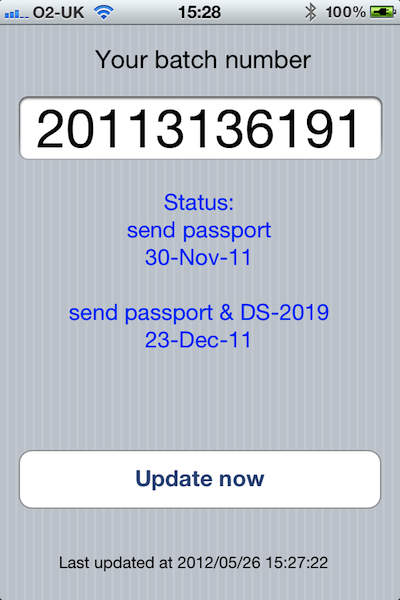 O2-UK 15:28 100%
Your batch number
20113136191
Status:
send passport
30-Nov-11
send passport & DS-2019
23-Dec-11
Update now
Last updated at 2012/05/26 15:27:22